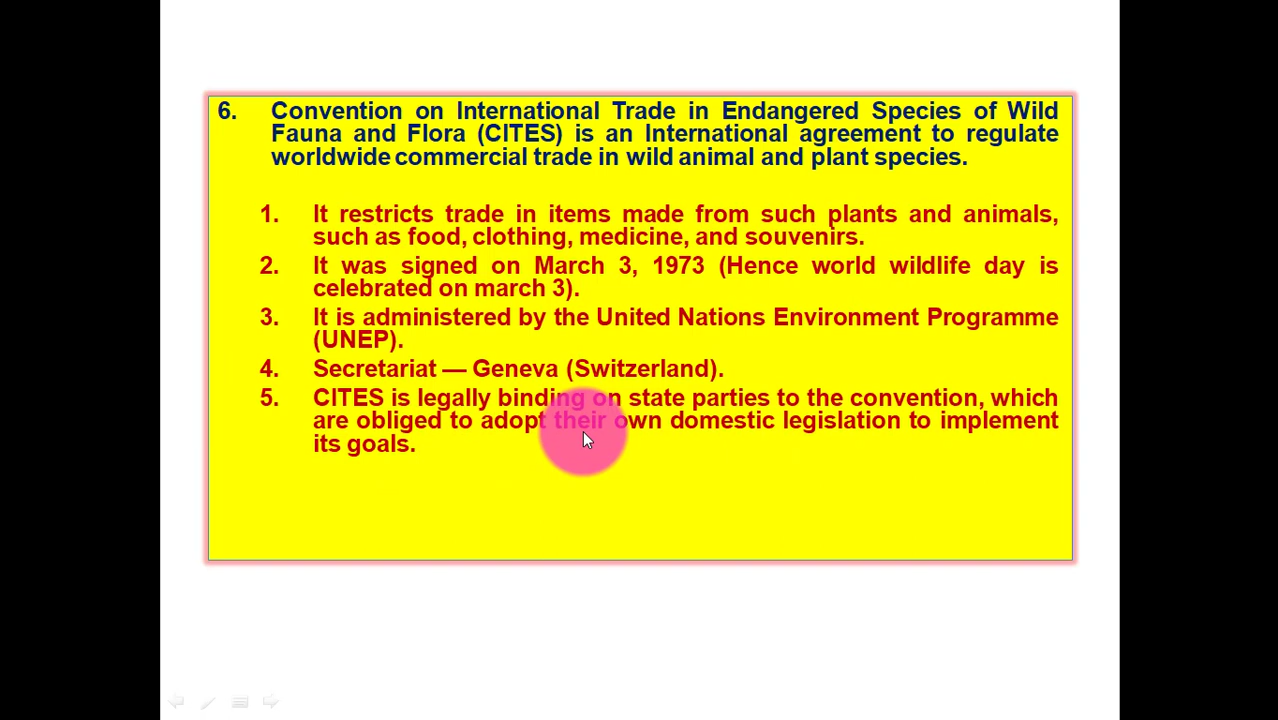 6. Convention on International Trade in Endangered Species of Wild
Fauna and Flora (CITES) is an International agreement to regulate
worldwide commercial trade in wild animal and plant species.
1. It restricts trade in items made from such plants and animals,
such as food, clothing, medicine, and souvenirs.
2. It was signed on March 3, 1973 (Hence world wildlife day is
celebrated on march 3).
3. It is administered by the United Nations Environment Programme
(UNEP).
4. Secretariat — Geneva (Switzerland).
5. CITES is legally binding on state parties to the convention, which
are obliged to adopt their own domestic legislation to implement
its goals.